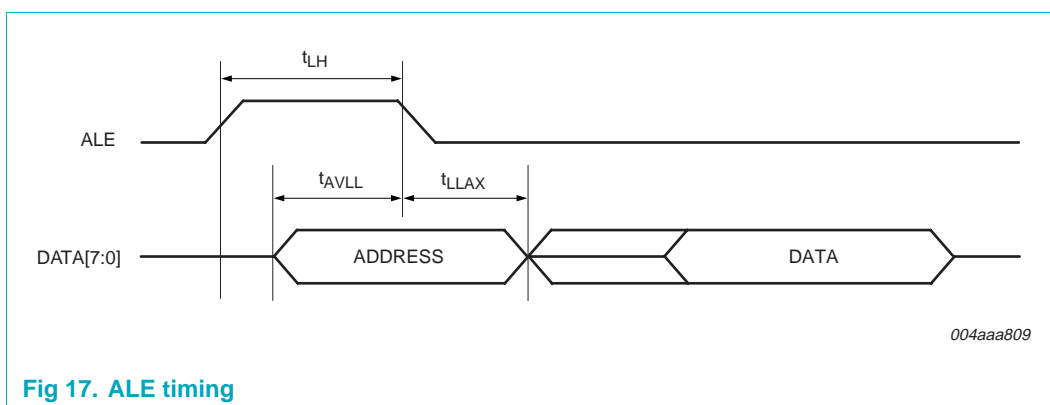 tLH
ALE
tAVLL
tLLAX
DATA[7:0]
ADDRESS
DATA
004aaa809
Fig 17. ALE timing